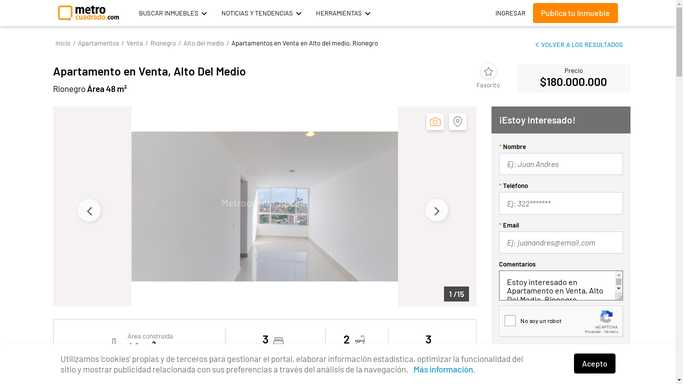 metro
cuadrado.com
BUSCAR INMUEBLES
NOTICIAS Y TENDENCIAS
HERRAMIENTAS
INGRESAR
Publica tu inmueble
Inicio / Apartamentos / Venta / Rionegro / Alto del medio / Apartamentos en Venta en Alto del medio, Rionegro
VOLVER A LOS RESULTADOS
Apartamento en Venta, Alto Del Medio
Rionegro Área 48 m²
Favorito
Precio
$180.000.000
1 /15
¡Estoy Interesado!
* Nombre
Ej: Juan Andres
* Teléfono
Ej: 322*******
* Email
Ej: juanandres@email.com
Comentarios
Estoy interesado en
Apartamento en Venta, Alto
Del Medio, Rionegro
No soy un robot
reCAPTCHA
Privacidad - Términos
Área construida
3
2
3
Utilizamos 'cookies' propias y de terceros para gestionar el portal, elaborar información estadística, optimizar la funcionalidad del
sitio y mostrar publicidad relacionada con sus preferencias a través del análisis de la navegación. Más información.
Acepto